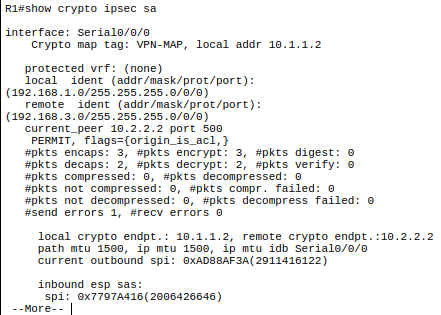 R1#show crypto ipsec sa
interface: Serial0/0/0
Crypto map tag: VPN-MAP, local addr 10.1.1.2
protected vrf: (none)
local  ident (addr/mask/prot/port):
(192.168.1.0/255.255.255.0/0/0)
remote  ident (addr/mask/prot/port):
(192.168.3.0/255.255.255.0/0/0)
current_peer 10.2.2.2 port 500
PERMIT, flags={origin_is_acl,}
#pkts encaps: 3, #pkts encrypt: 3, #pkts digest: 0
#pkts decaps: 2, #pkts decrypt: 2, #pkts verify: 0
#pkts compressed: 0, #pkts decompressed: 0
#pkts not compressed: 0, #pkts compr. failed: 0
#pkts not decompressed: 0, #pkts decompress failed: 0
#send errors 1, #recv errors 0
local crypto endpt.: 10.1.1.2, remote crypto endpt.:10.2.2.2
path mtu 1500, ip mtu 1500, ip mtu idb Serial0/0/0
current outbound spi: 0xAD88AF3A(2911416122)
inbound esp sas:
spi: 0x7797A416(2006426646)
--More--